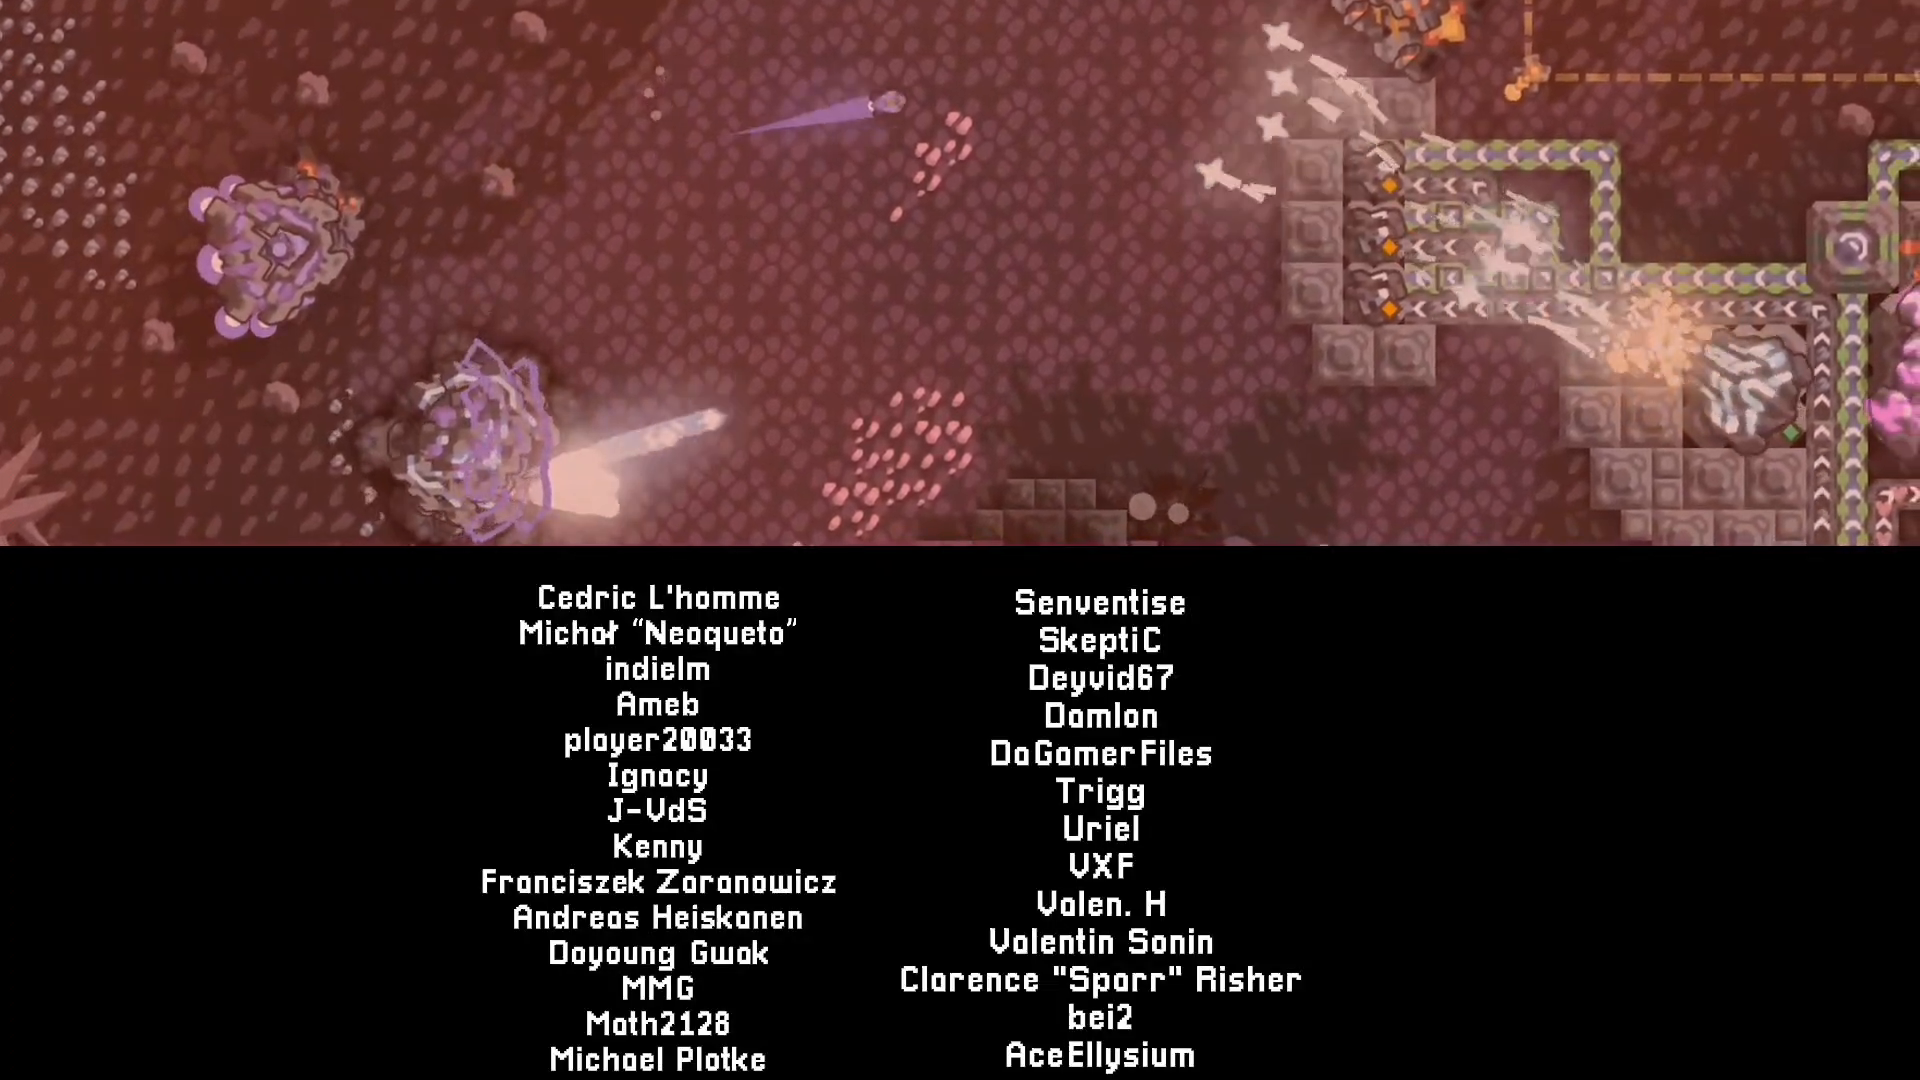 Cedric L'homme
Michał “Neoqueto”
indielm
Ameb
player20033
Ignacy
J-VdS
Kenny
Franciszek Zaranowicz
Andreas Heiskanen
Doyoung Gwak
MMG
Math2128
Michael Plotke
Senventise
SkeptiC
Deyvid67
Damlon
DaGamerFiles
Trigg
Uriel
VXF
Valen. H
Valentin Sonin
Clarence "Sparr" Risher
bei2
AceEllysium